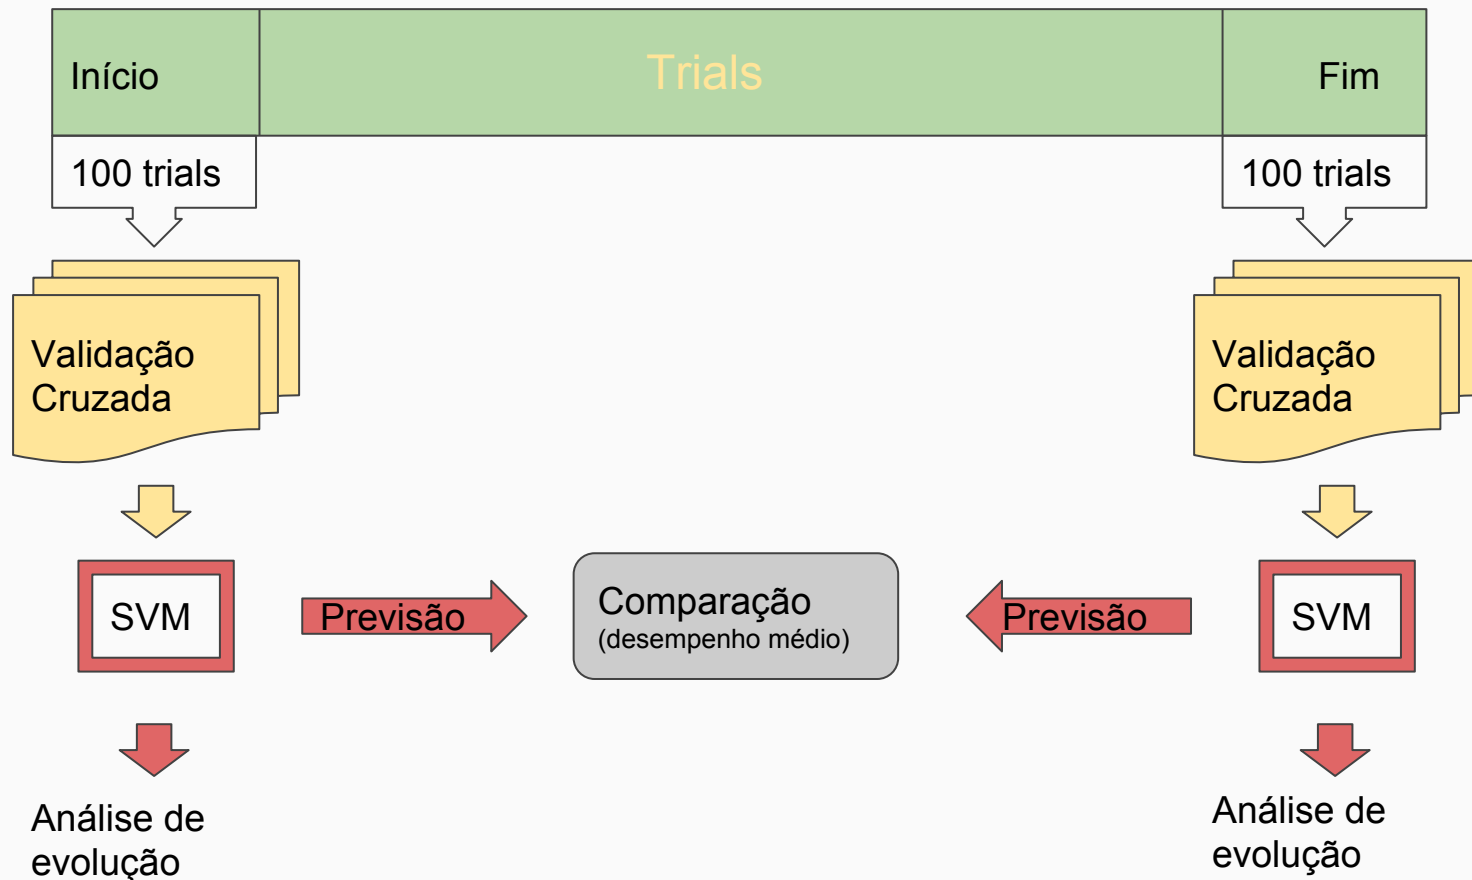 Início
Trials
Fim
100 trials
100 trials
Validação
Cruzada
Validação
Cruzada
SVM
Previsão
Comparação
(desempenho médio)
Previsão
SVM
Análise de
evolução
Análise de
evolução